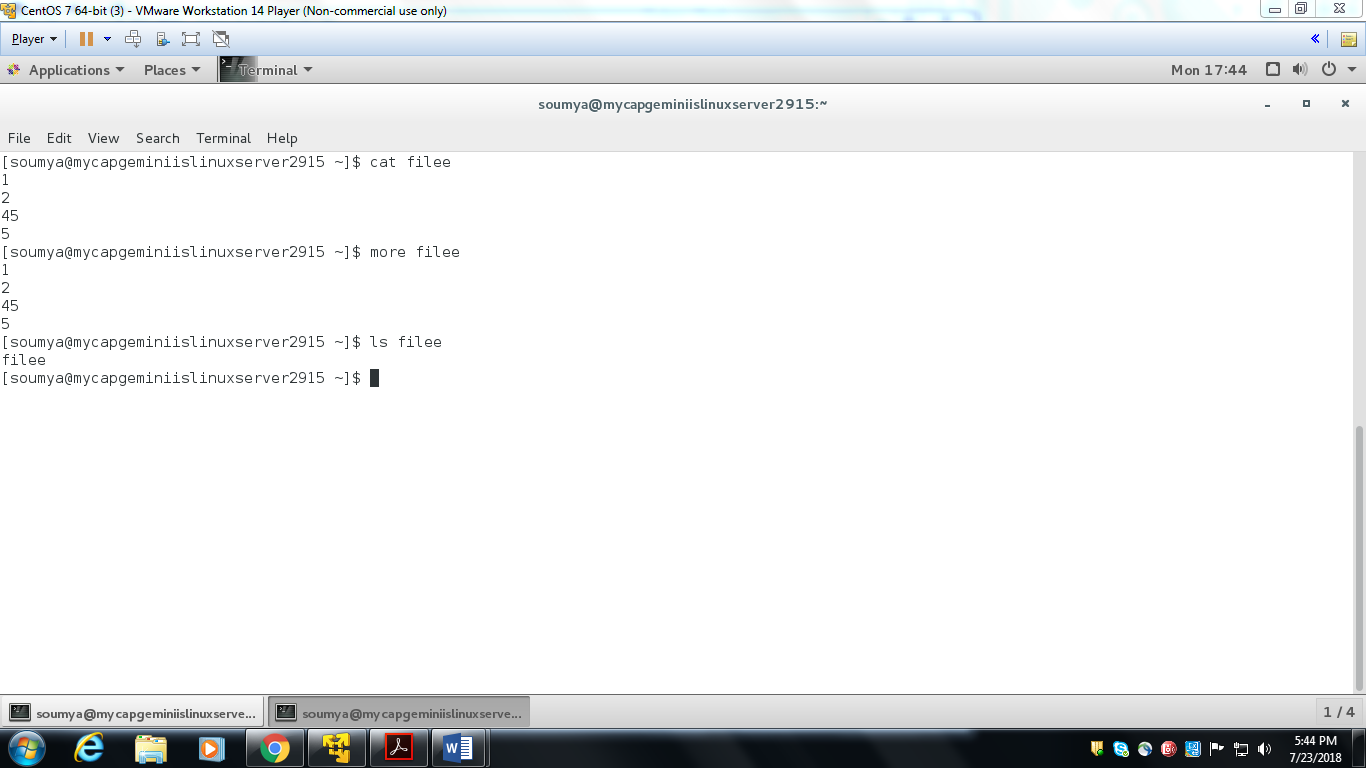 CentOS 7 64-bit (3) - VMware Workstation 14 Player (Non-commercial use only)
Player
Applications Places Terminal Mon 17:44
soumya@mycapgeminiislinuxserver2915:~
File Edit View Search Terminal Help
[soumya@mycapgeminiislinuxserver2915 ~]$ cat filee
1
2
45
5
[soumya@mycapgeminiislinuxserver2915 ~]$ more filee
1
2
45
5
[soumya@mycapgeminiislinuxserver2915 ~]$ ls filee
filee
[soumya@mycapgeminiislinuxserver2915 ~]$
soumya@mycapgeminiislinuxserve... soumya@mycapgeminiislinuxserve... 1 / 4
5:44 PM
7/23/2018